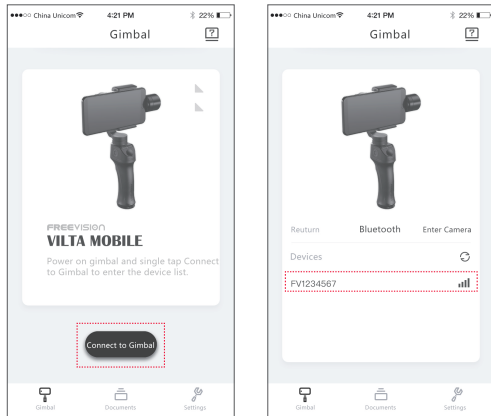 China Unicom 4:21 PM 22%
Gimbal ?
FREEVISION
VILTA MOBILE
Power on gimbal and single tap Connect
to Gimbal to enter the device list.
Connect to Gimbal
Gimbal Documents Settings
China Unicom 4:21 PM 22%
Gimbal ?
Reuturn Bluetooth Enter Camera
Devices
FV1234567
Gimbal Documents Settings